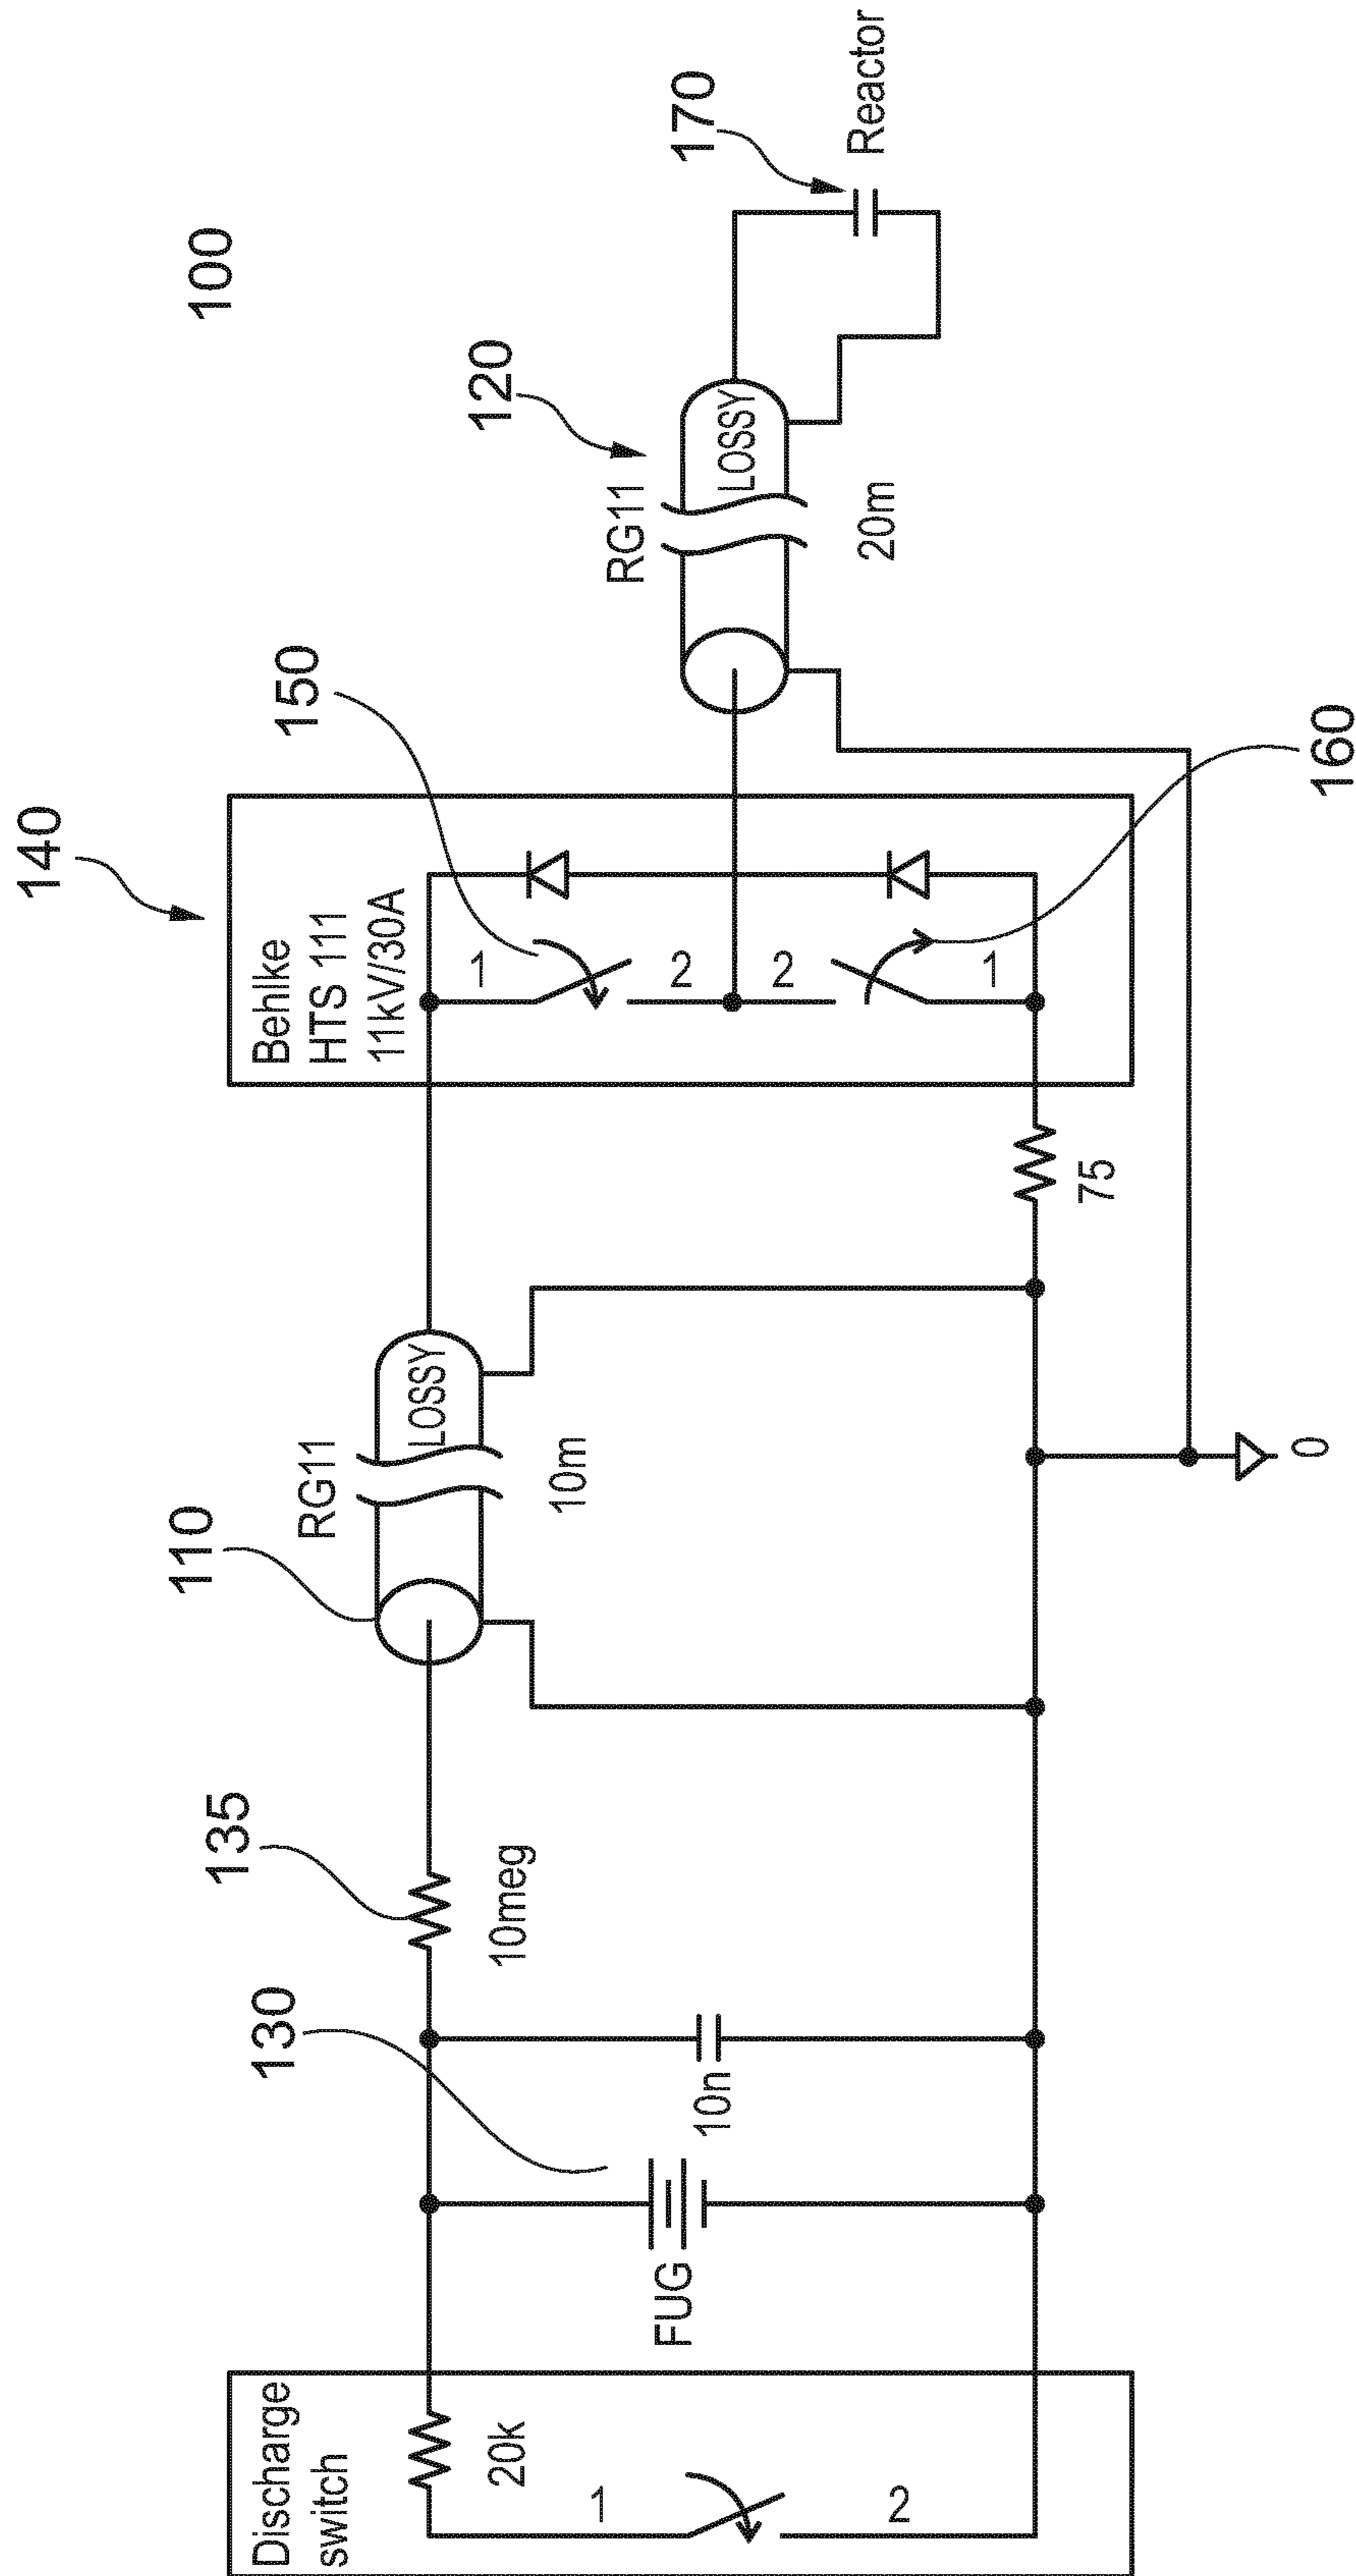 100
140
150
Behlke
HTS 111
11kV/30A
1
2
2
1
160
120
RG11
LOSSY
20m
170
Reactor
110
RG11
LOSSY
10m
75
0
135
10meg
130
FUG
10n
Discharge
switch
20k
1
2